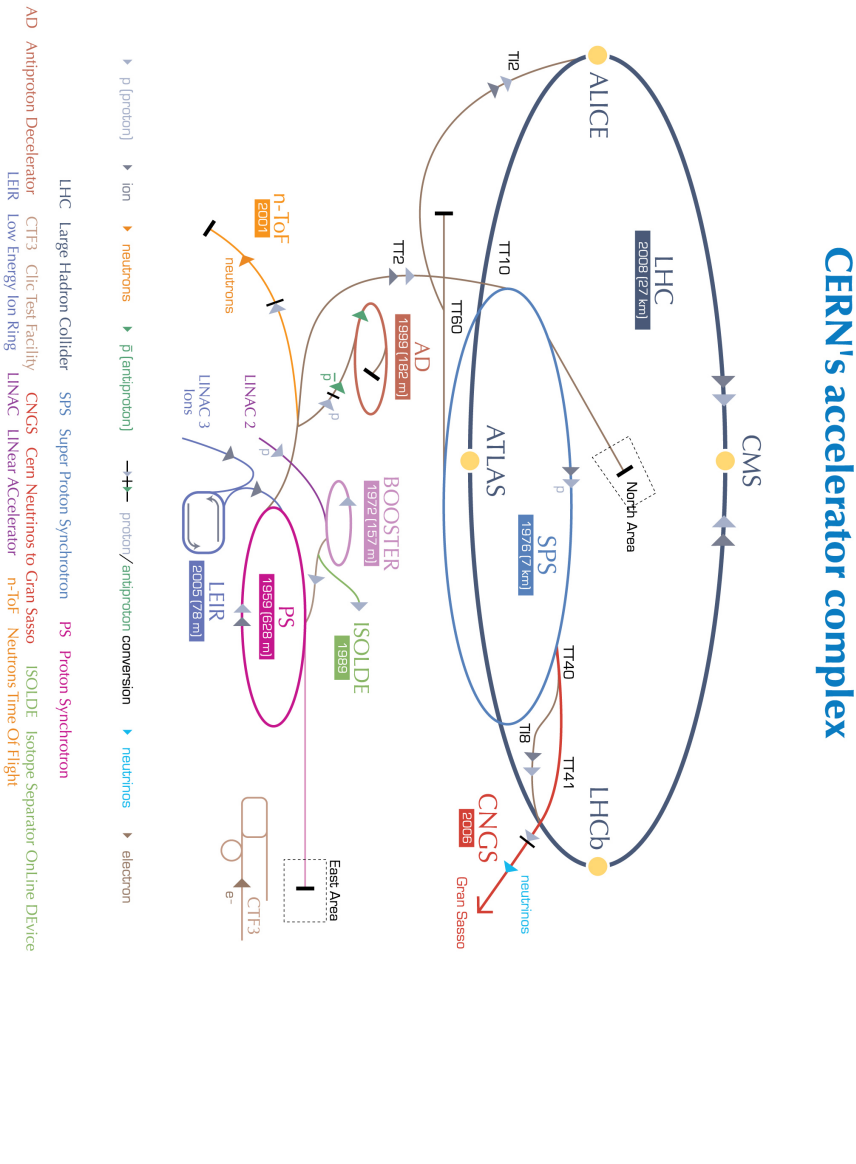 CERN's accelerator complex
CMS
LHC
2008 (27 km)
North Area
ALICE
LHCb
TT40
TT41
SPS
1976 (7 km)
TI8
TI2
TT10
ATLAS
p
CNGS
2006
neutrinos
Gran Sasso
TT60
AD
1999 (182 m)
TT2
BOOSTER
1972 (157 m)
ISOLDE
1989
p
p̄
East Area
n-ToF
2001
neutrons
LINAC 2
p
PS
1959 (628 m)
CTF3
e-
LINAC 3
Ions
LEIR
2005 (78 m)
p [proton]
ion
neutrons
p̄ [antiproton]
proton/antiproton conversion
neutrinos
electron
LHC Large Hadron Collider SPS Super Proton Synchrotron PS Proton Synchrotron
AD Antiproton Decelerator CTF3 Clic Test Facility CNGS Cern Neutrinos to Gran Sasso ISOLDE Isotope Separator OnLine DEvice
LEIR Low Energy Ion Ring LINAC LINear ACcelerator n-ToF Neutrons Time Of Flight